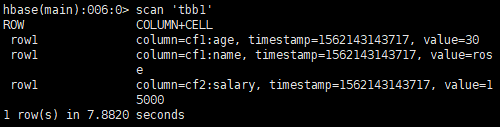 hbase(main):006:0> scan 'tbb1'
ROW                    COLUMN+CELL
 row1                  column=cf1:age, timestamp=1562143143717, value=30
 row1                  column=cf1:name, timestamp=1562143143717, value=ros
                       e
 row1                  column=cf2:salary, timestamp=1562143143717, value=1
                       5000
1 row(s) in 7.8820 seconds